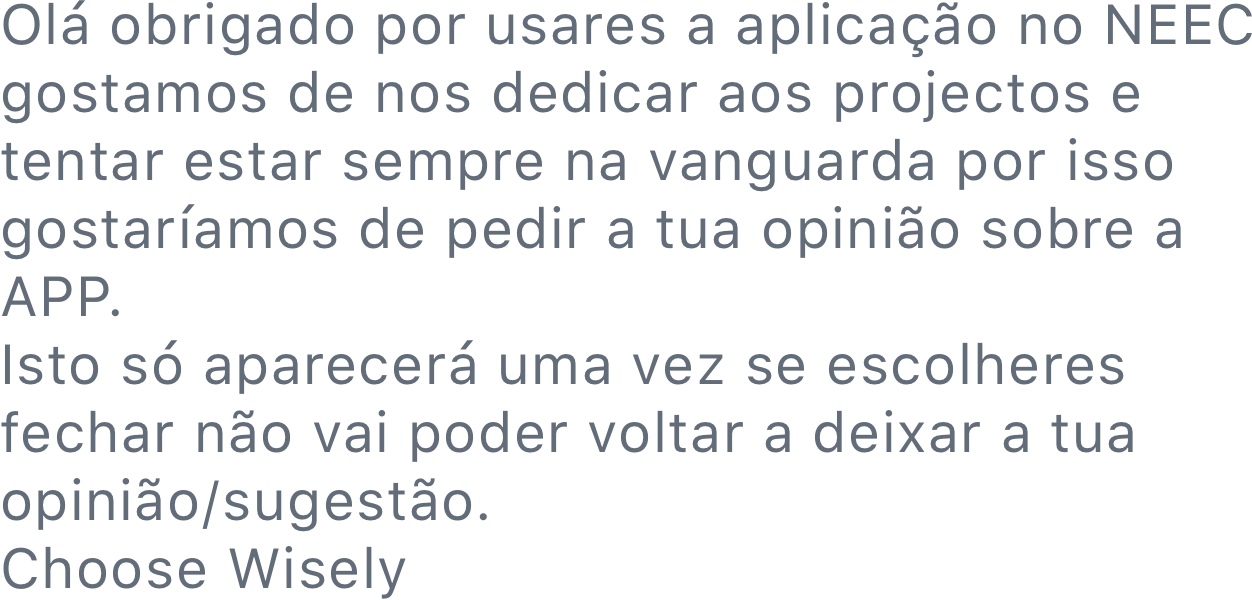 Olá obrigado por usares a aplicação no NEEC
gostamos de nos dedicar aos projectos e
tentar estar sempre na vanguarda por isso
gostaríamos de pedir a tua opinião sobre a
APP.
Isto só aparecerá uma vez se escolheres
fechar não vai poder voltar a deixar a tua
opinião/sugestão.
Choose Wisely